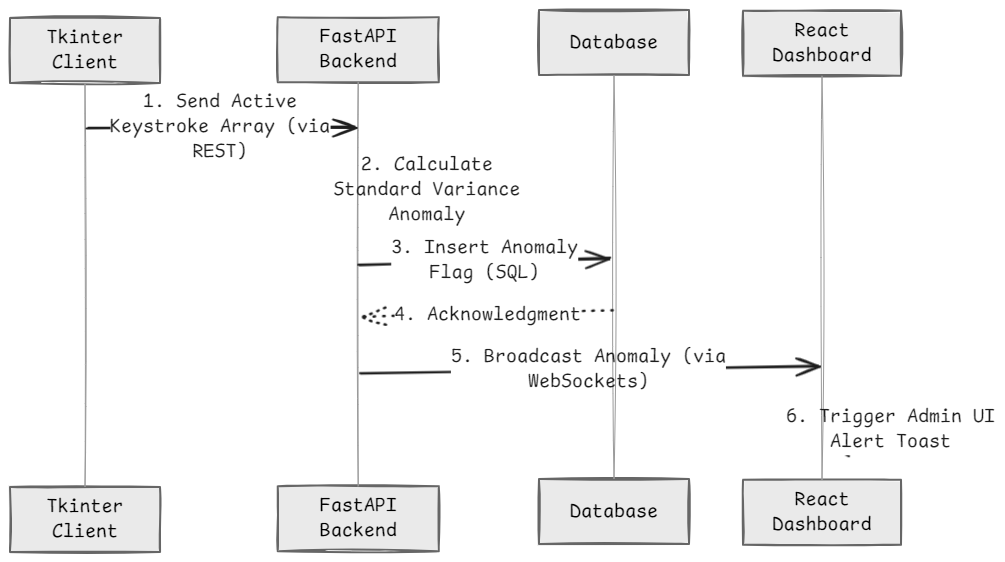 Tkinter
Client
FastAPI
Backend
Database
React
Dashboard
1. Send Active
Keystroke Array (via
REST)
2. Calculate
Standard Variance
Anomaly
3. Insert Anomaly
Flag (SQL)
4. Acknowledgment
5. Broadcast Anomaly (via
WebSockets)
6. Trigger Admin UI
Alert Toast
Tkinter
Client
FastAPI
Backend
Database
React
Dashboard